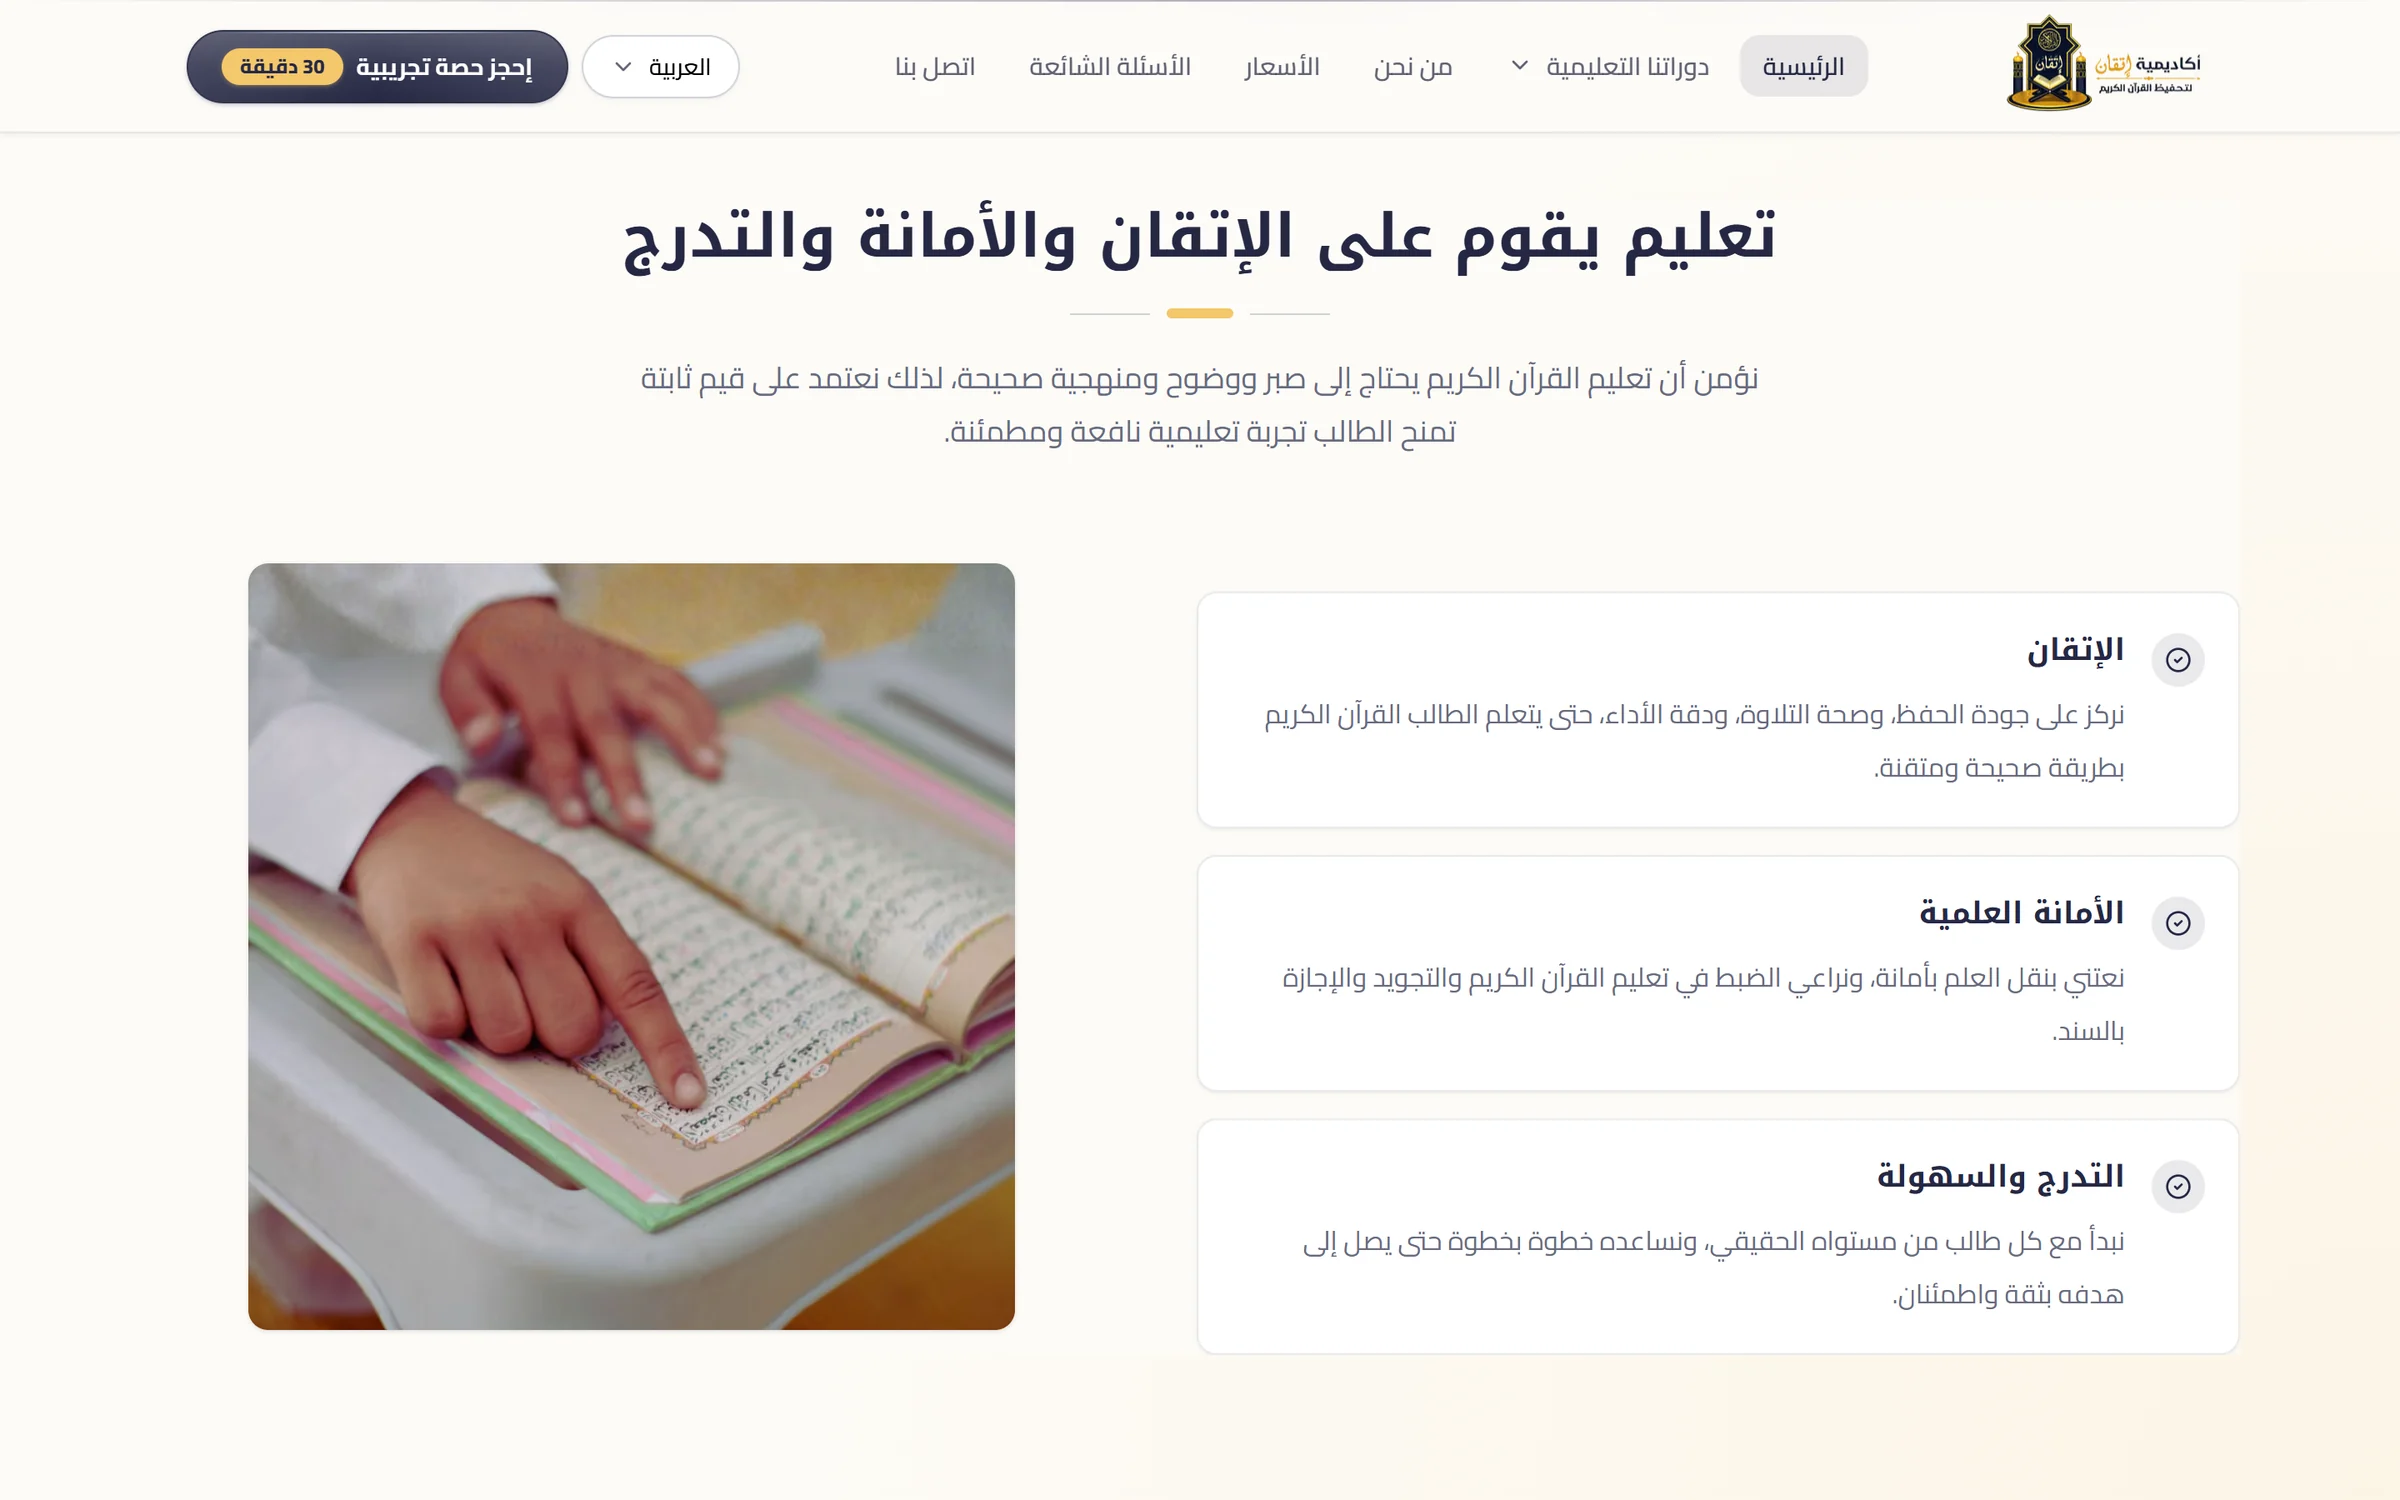 أكاديمية إتقان
لتحفيظ القرآن الكريم
إتقان
الرئيسية
دوراتنا التعليمية
من نحن
الأسعار
الأسئلة الشائعة
اتصل بنا
العربية
إحجز حصة تجريبية
30 دقيقة
تعليم يقوم على الإتقان والأمانة والتدرج
نؤمن أن تعليم القرآن الكريم يحتاج إلى صبر ووضوح ومنهجية صحيحة، لذلك نعتمد على قيم ثابتة
تمنح الطالب تجربة تعليمية نافعة ومطمئنة.
الإتقان
نركز على جودة الحفظ، وصحة التلاوة، ودقة الأداء، حتى يتعلم الطالب القرآن الكريم
بطريقة صحيحة ومتقنة.
الأمانة العلمية
نعتني بنقل العلم بأمانة، ونراعي الضبط في تعليم القرآن الكريم والتجويد والإجازة
بالسند.
التدرج والسهولة
نبدأ مع كل طالب من مستواه الحقيقي، ونساعده خطوة بخطوة حتى يصل إلى
هدفه بثقة واطمئنان.